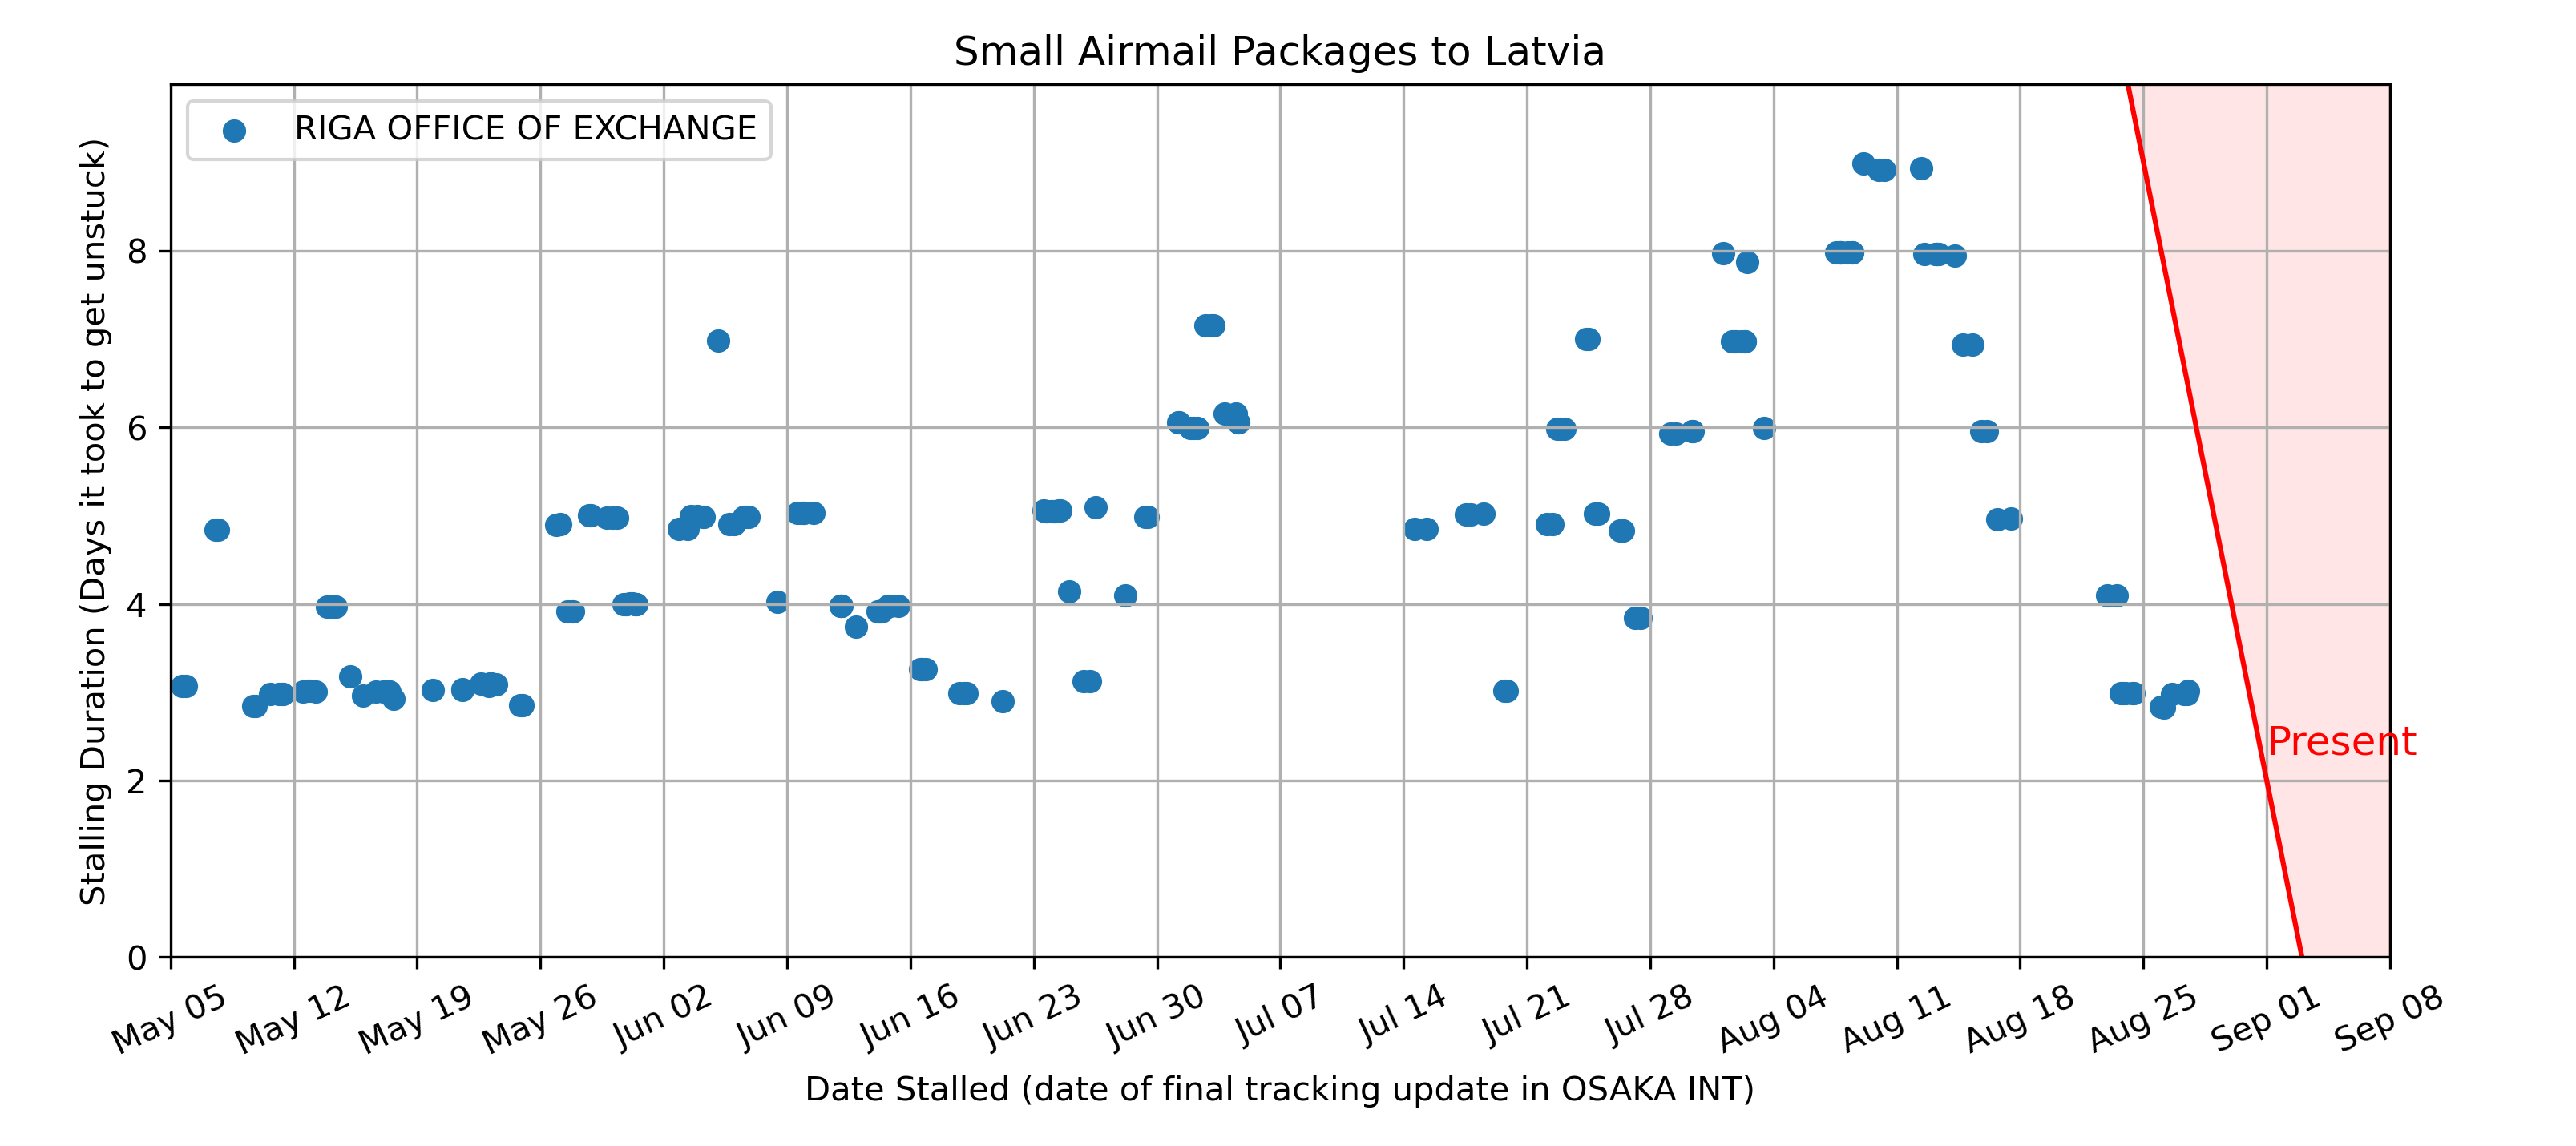 Small Airmail Packages to Latvia
RIGA OFFICE OF EXCHANGE
Stalling Duration (Days it took to get unstuck)
8
6
4
2
0
Present
May 05 May 12 May 19 May 26 Jun 02 Jun 09 Jun 16 Jun 23 Jun 30 Jul 07 Jul 14 Jul 21 Jul 28 Aug 04 Aug 11 Aug 18 Aug 25 Sep 01 Sep 08
Date Stalled (date of final tracking update in OSAKA INT)